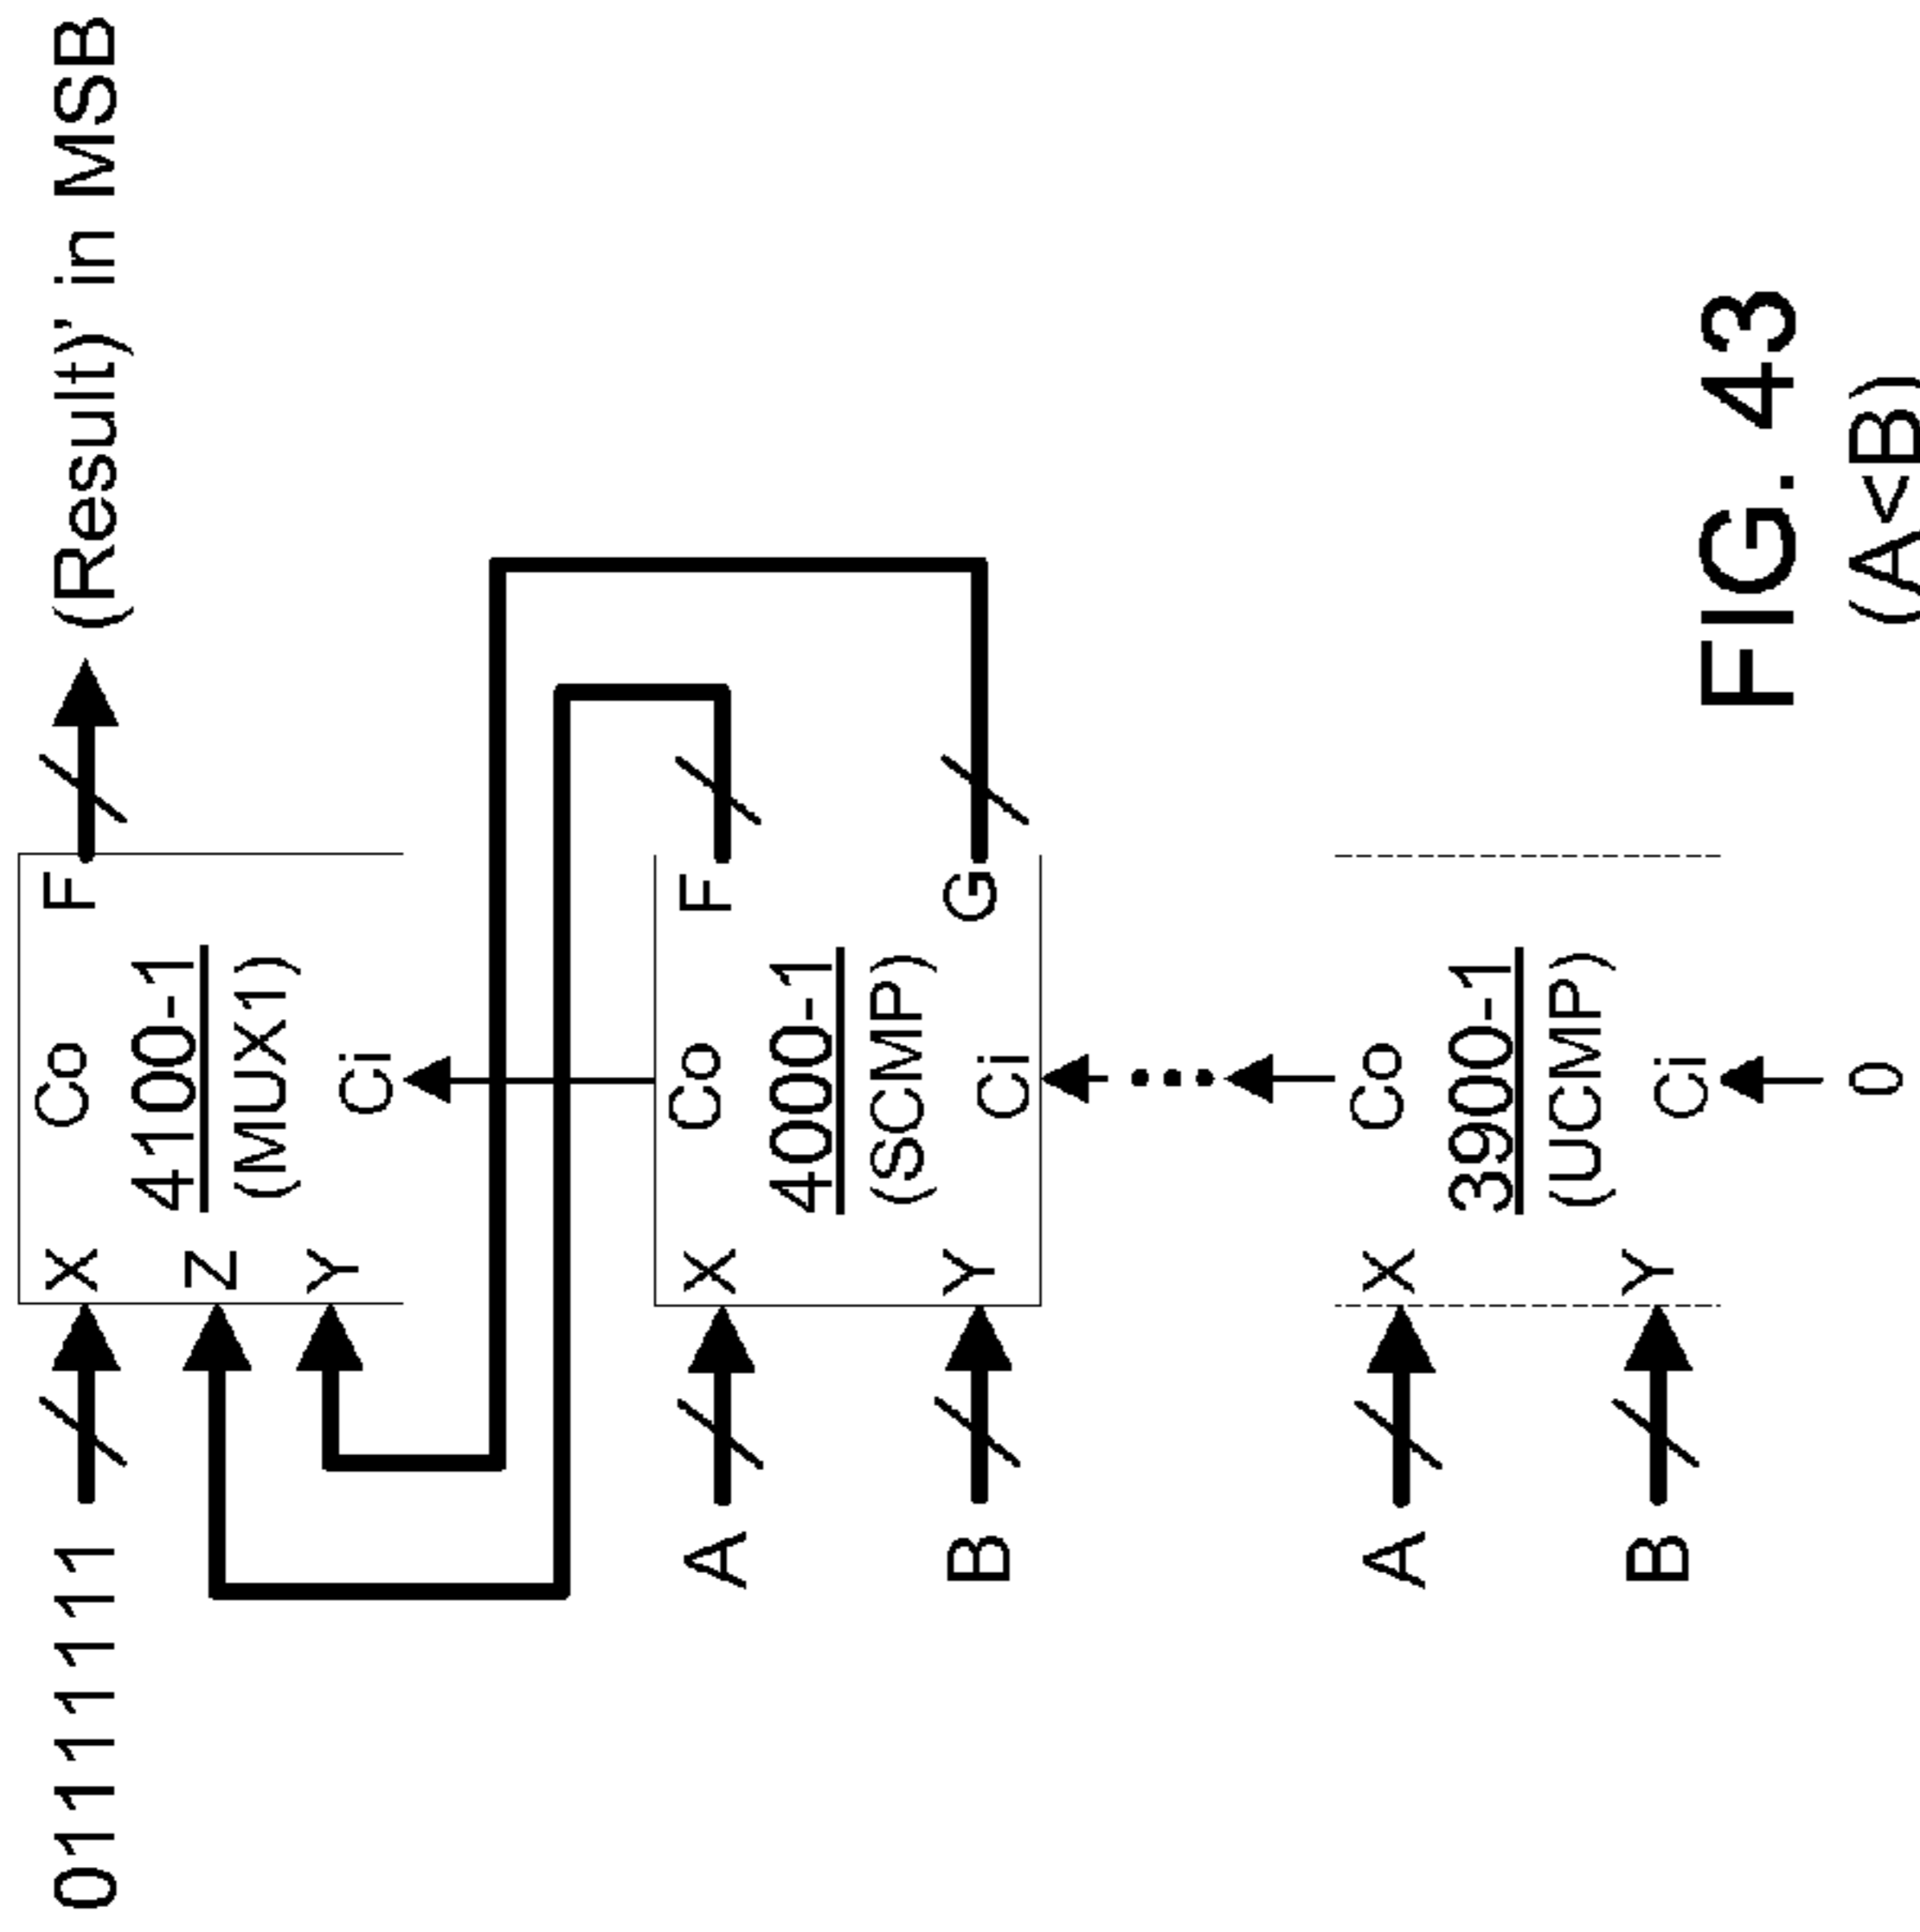 01111111 X Co F (Result)' in MSB
4100-1
Z
(MUX1)
Y Ci
A X Co F
4000-1
(SCMP)
B Y Ci G
A X Co
3900-1
(UCMP)
B Y Ci
0
FIG. 43
(A<B)